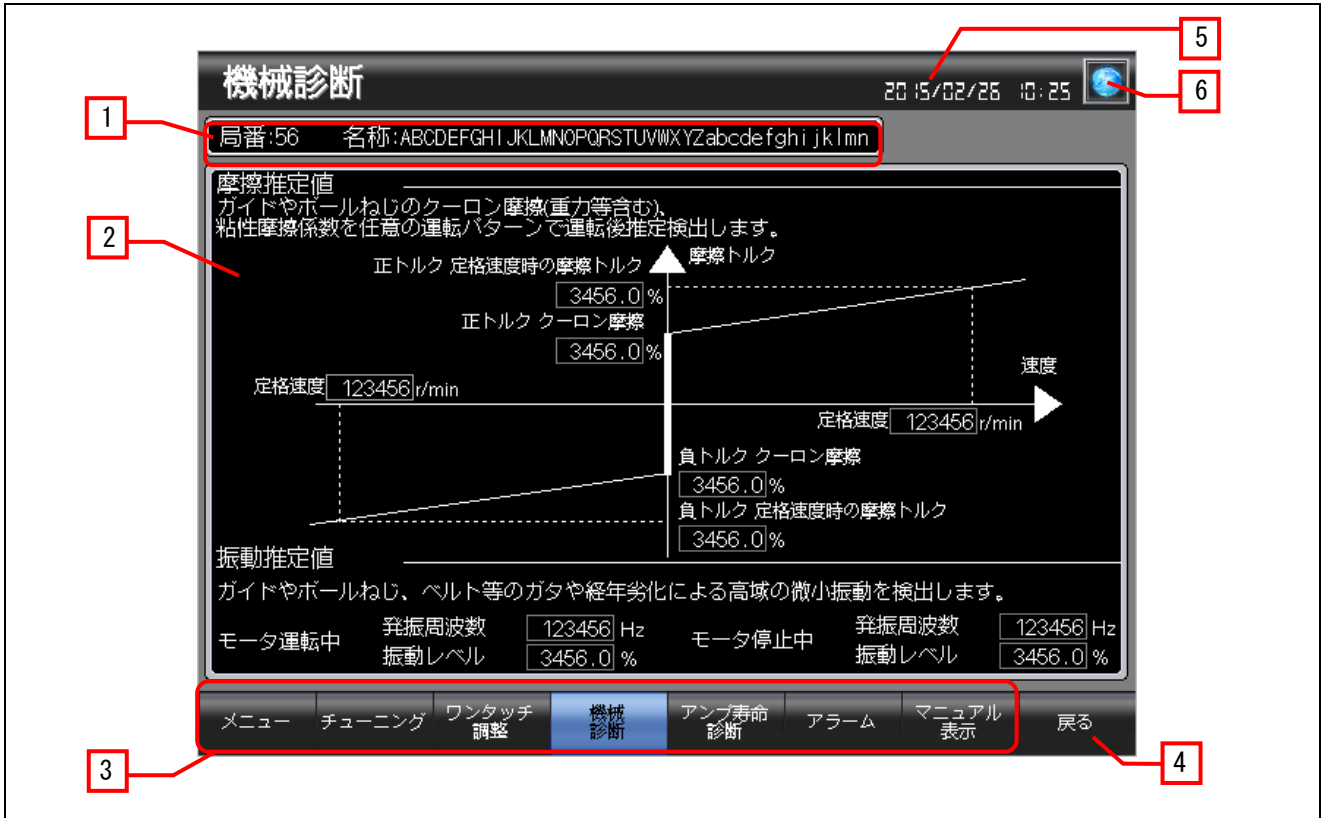 5
機械診断
2015/02/26 10:25
6
1
局番:56 名称:ABCDEFGHIJKLMNOPQRSTUVWXYZabcdefghijklmn
2
摩擦推定値
ガイドやボールねじのクーロン摩擦(重力等含む)、
粘性摩擦係数を任意の運転パターンで運転後推定検出します。
正トルク 定格速度時の摩擦トルク
摩擦トルク
3456.0 %
正トルク クーロン摩擦
3456.0 %
速度
定格速度 123456 r/min
定格速度 123456 r/min
負トルク クーロン摩擦
3456.0 %
負トルク 定格速度時の摩擦トルク
3456.0 %
振動推定値
ガイドやボールねじ、ベルト等のガタや経年劣化による高域の微小振動を検出します。
モータ運転中
発振周波数 123456 Hz
振動レベル 3456.0 %
モータ停止中
発振周波数 123456 Hz
振動レベル 3456.0 %
メニュー
チューニング
ワンタッチ
調整
機械
診断
アンプ寿命
診断
アラーム
マニュアル
表示
戻る
3
4